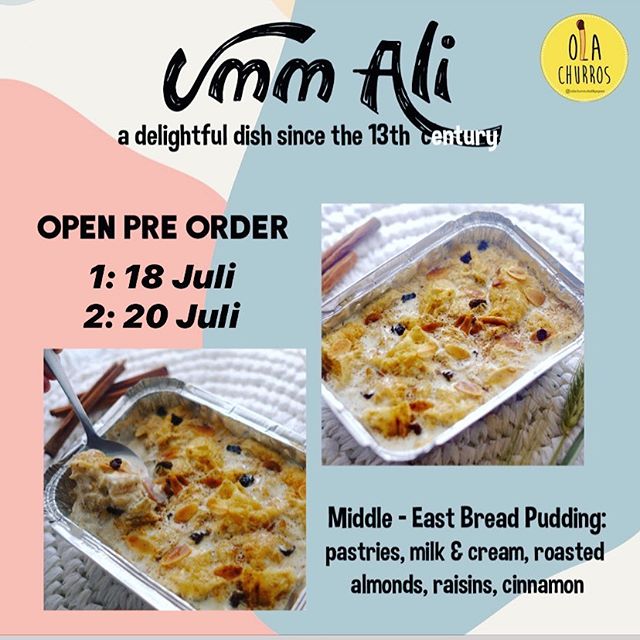 Umm Ali
a delightful dish since the 13th century
OLA
CHURROS
OPEN PRE ORDER
1: 18 Juli
2: 20 Juli
Middle - East Bread Pudding:
pastries, milk & cream, roasted
almonds, raisins, cinnamon